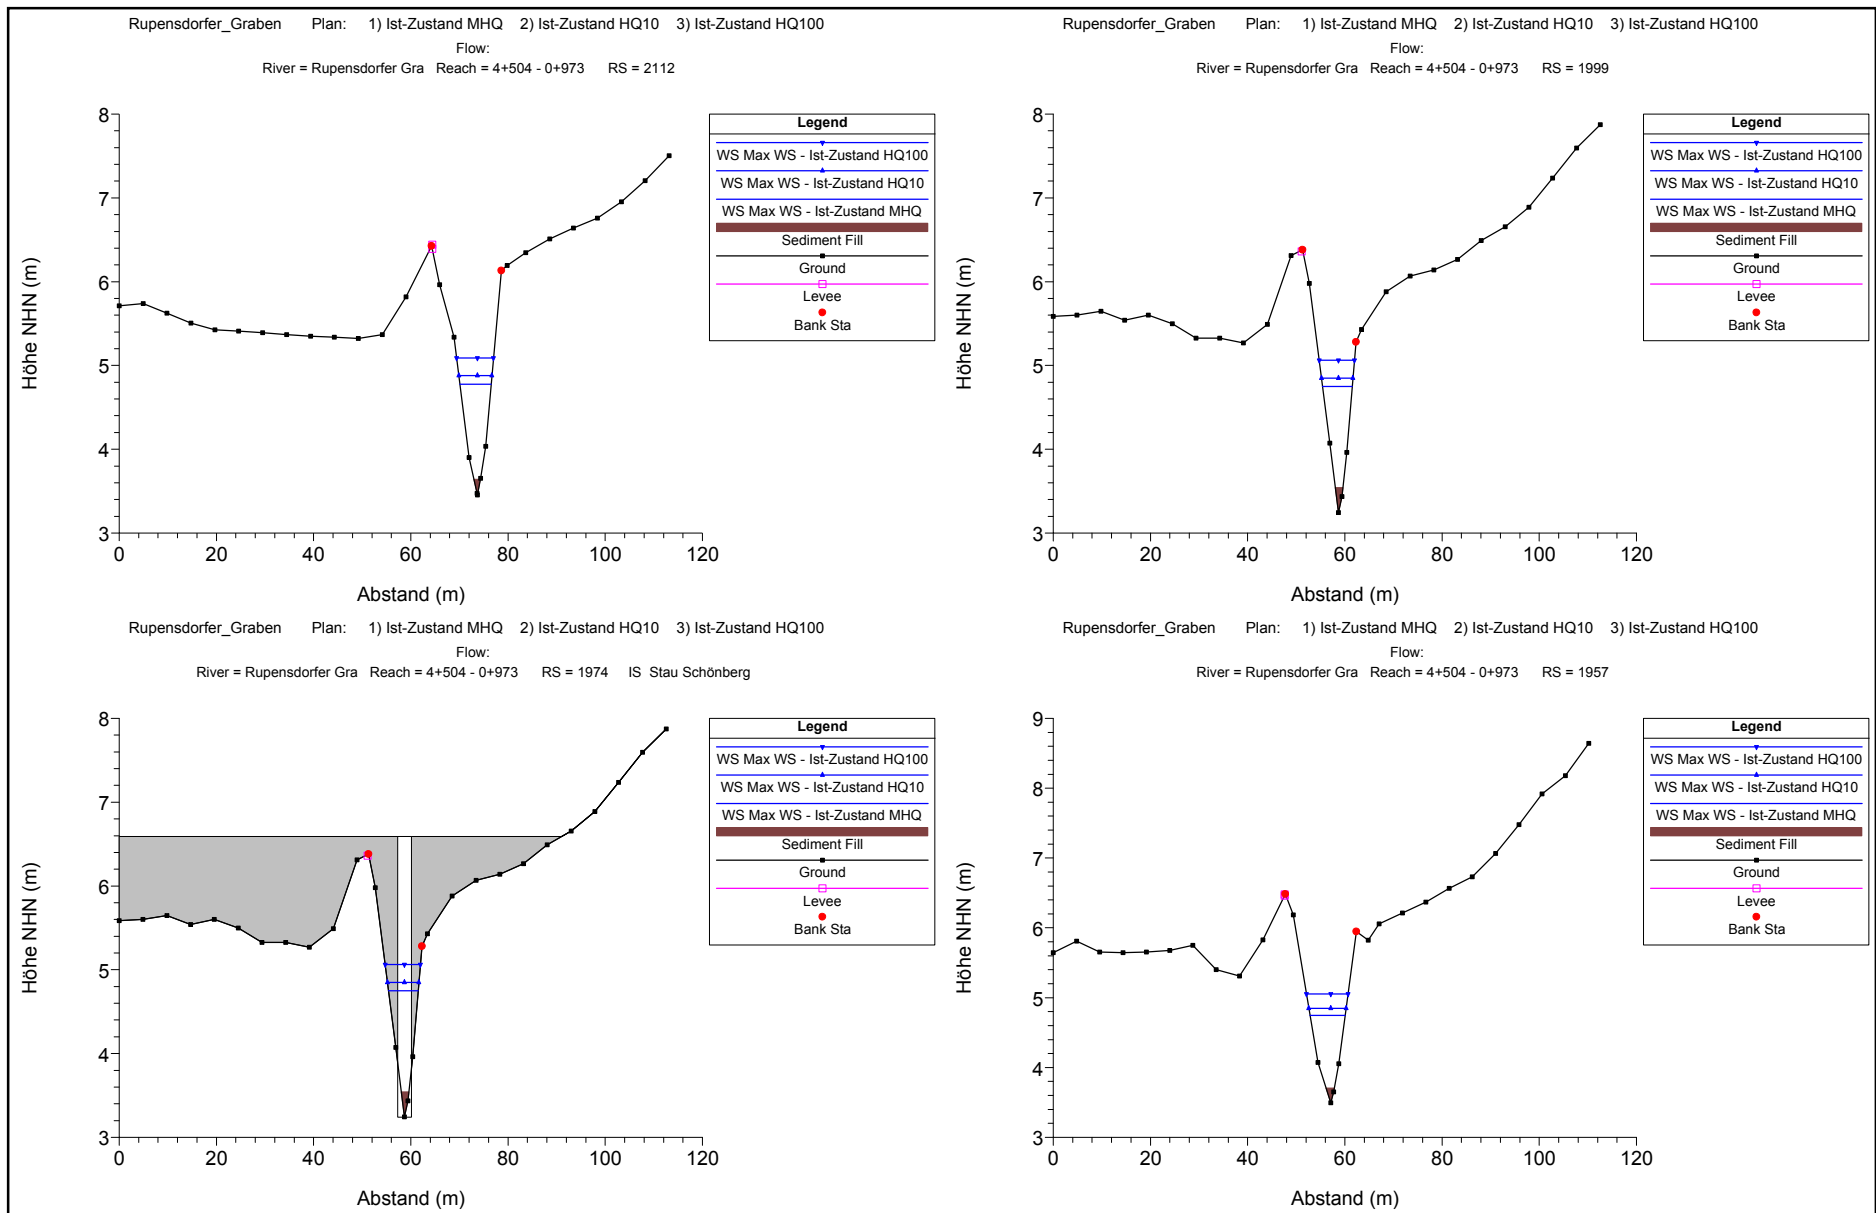 Rupensdorfer_Graben Plan: 1) Ist-Zustand MHQ 2) Ist-Zustand HQ10 3) Ist-Zustand HQ100
Flow:
River = Rupensdorfer Gra Reach = 4+504 - 0+973 RS = 2112
Höhe NHN (m)
8
7
6
5
4
3
0 20 40 60 80 100 120
Abstand (m)
Legend
WS Max WS - Ist-Zustand HQ100
WS Max WS - Ist-Zustand HQ10
WS Max WS - Ist-Zustand MHQ
Sediment Fill
Ground
Levee
Bank Sta
Rupensdorfer_Graben Plan: 1) Ist-Zustand MHQ 2) Ist-Zustand HQ10 3) Ist-Zustand HQ100
Flow:
River = Rupensdorfer Gra Reach = 4+504 - 0+973 RS = 1999
Höhe NHN (m)
8
7
6
5
4
3
0 20 40 60 80 100 120
Abstand (m)
Legend
WS Max WS - Ist-Zustand HQ100
WS Max WS - Ist-Zustand HQ10
WS Max WS - Ist-Zustand MHQ
Sediment Fill
Ground
Levee
Bank Sta
Rupensdorfer_Graben Plan: 1) Ist-Zustand MHQ 2) Ist-Zustand HQ10 3) Ist-Zustand HQ100
Flow:
River = Rupensdorfer Gra Reach = 4+504 - 0+973 RS = 1974 IS Stau Schönberg
Höhe NHN (m)
8
7
6
5
4
3
0 20 40 60 80 100 120
Abstand (m)
Legend
WS Max WS - Ist-Zustand HQ100
WS Max WS - Ist-Zustand HQ10
WS Max WS - Ist-Zustand MHQ
Sediment Fill
Ground
Levee
Bank Sta
Rupensdorfer_Graben Plan: 1) Ist-Zustand MHQ 2) Ist-Zustand HQ10 3) Ist-Zustand HQ100
Flow:
River = Rupensdorfer Gra Reach = 4+504 - 0+973 RS = 1957
Höhe NHN (m)
9
8
7
6
5
4
3
0 20 40 60 80 100 120
Abstand (m)
Legend
WS Max WS - Ist-Zustand HQ100
WS Max WS - Ist-Zustand HQ10
WS Max WS - Ist-Zustand MHQ
Sediment Fill
Ground
Levee
Bank Sta